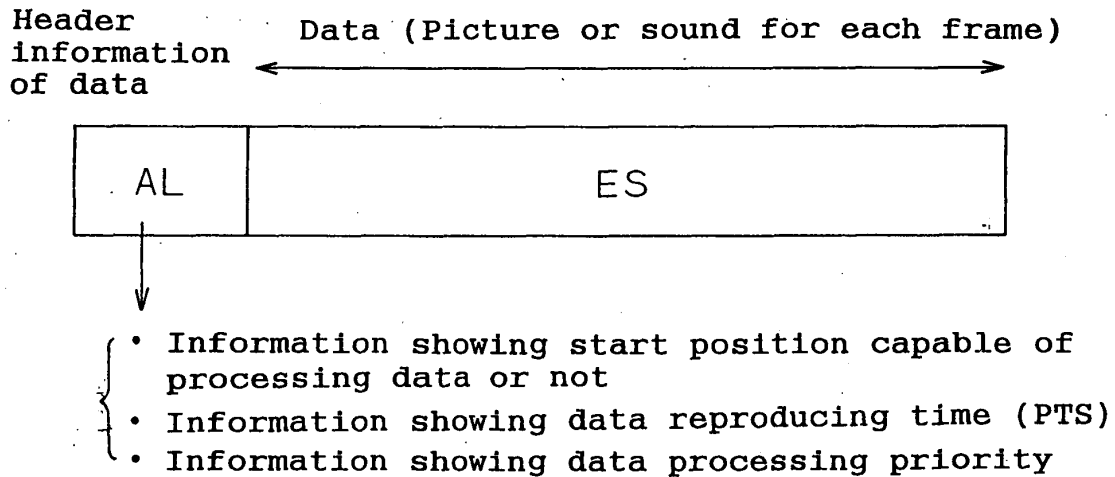 Header
information
of data
Data (Picture or sound for each frame)
AL
ES
• Information showing start position capable of
processing data or not
• Information showing data reproducing time (PTS)
• Information showing data processing priority